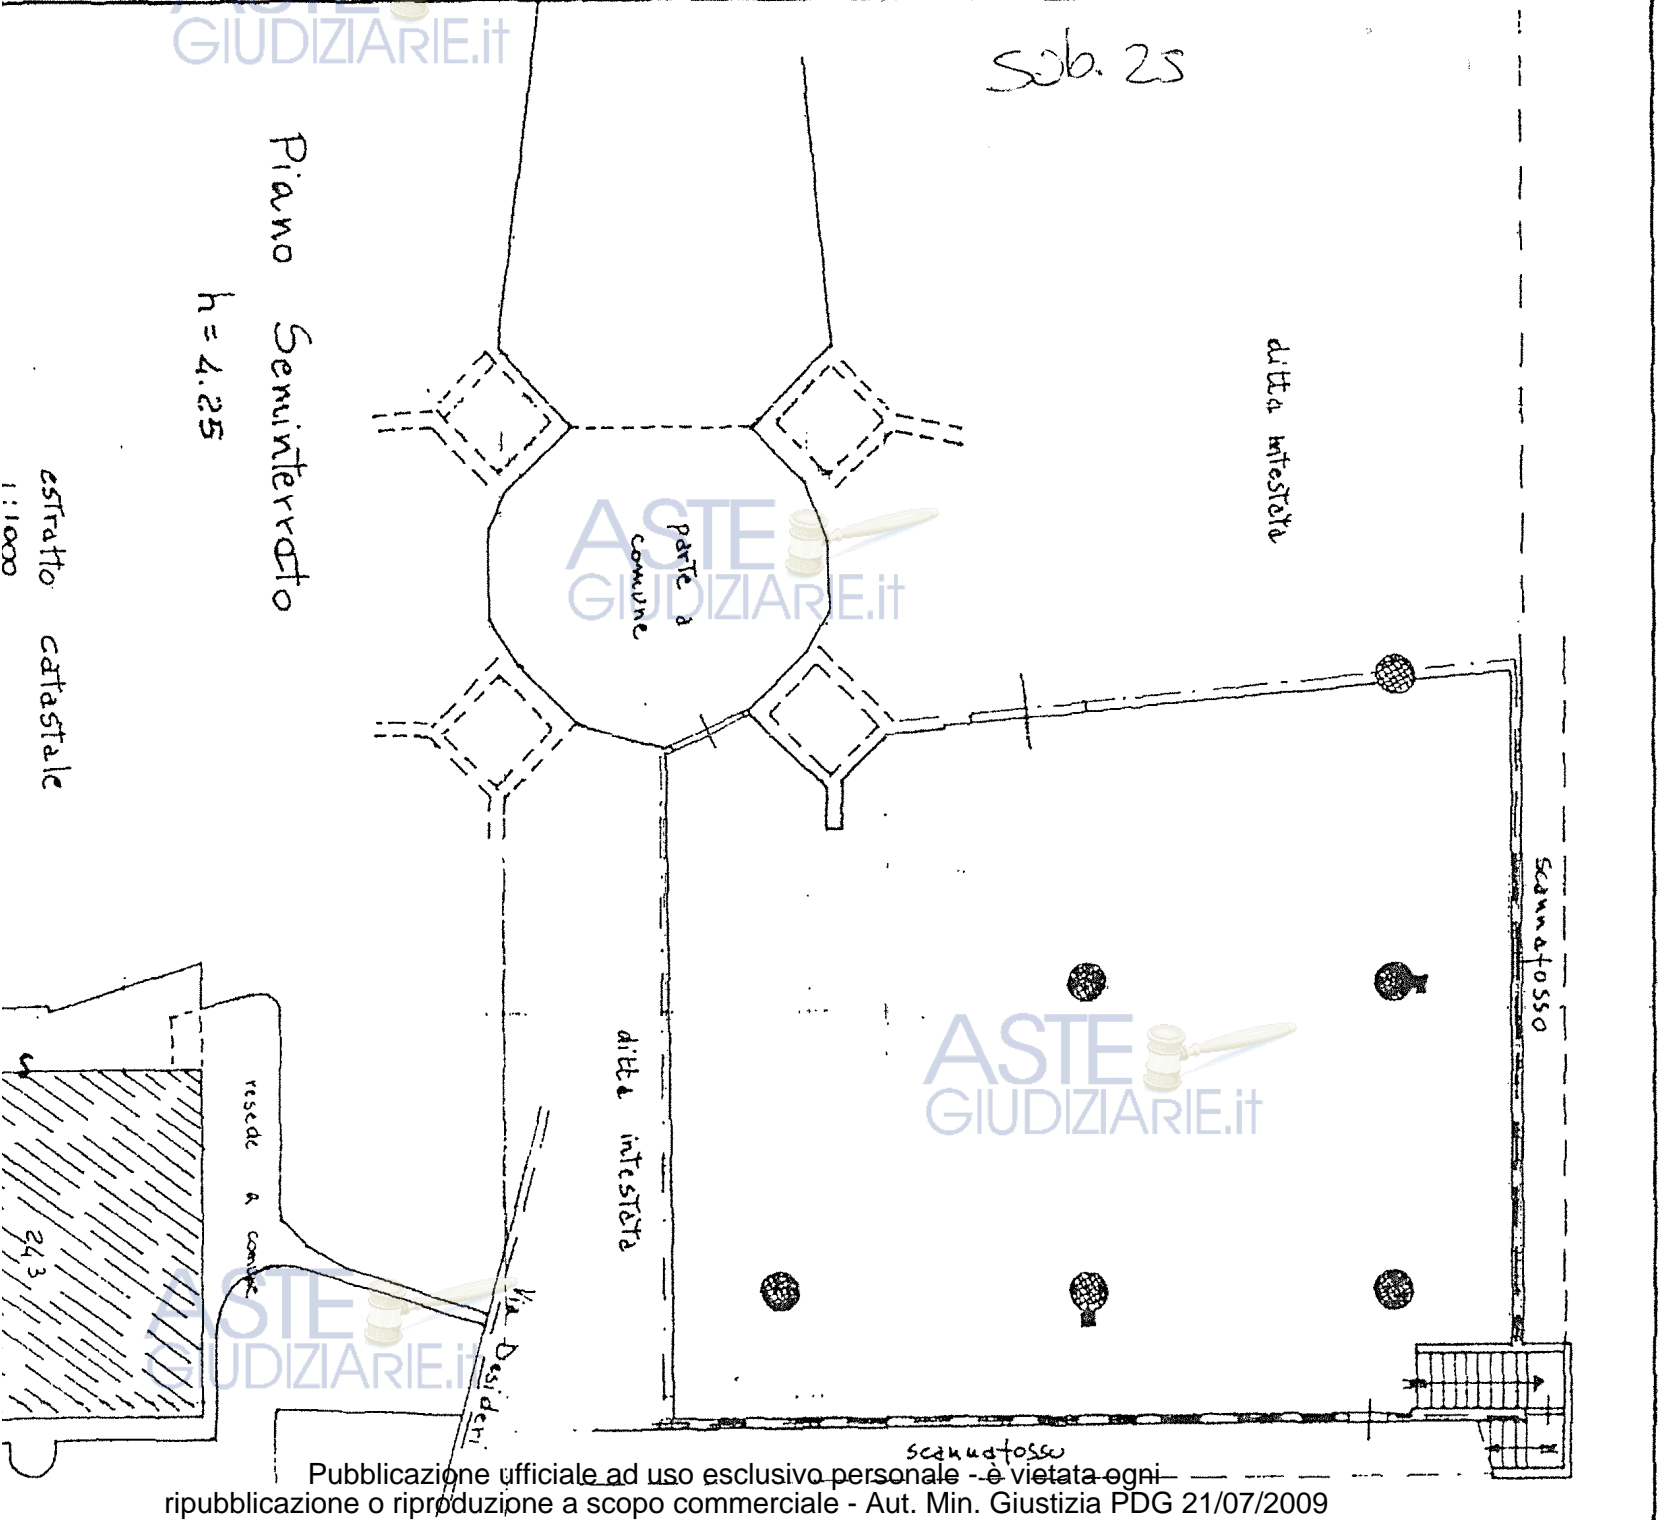 ASTE
GIUDIZIARIE.it
Sub. 25
Piano Seminterrato
h = 4.25
ditta intestata
parte a
comune
ASTE
GIUDIZIARIE.it
estratto catastale
1:1000
scannafosso
ditta intestata
ASTE
GIUDIZIARIE.it
resede a comune
243
Via Desideri
ASTE
GIUDIZIARIE.it
scannafosso
Pubblicazione ufficiale ad uso esclusivo personale - è vietata ogni
ripubblicazione o riproduzione a scopo commerciale - Aut. Min. Giustizia PDG 21/07/2009